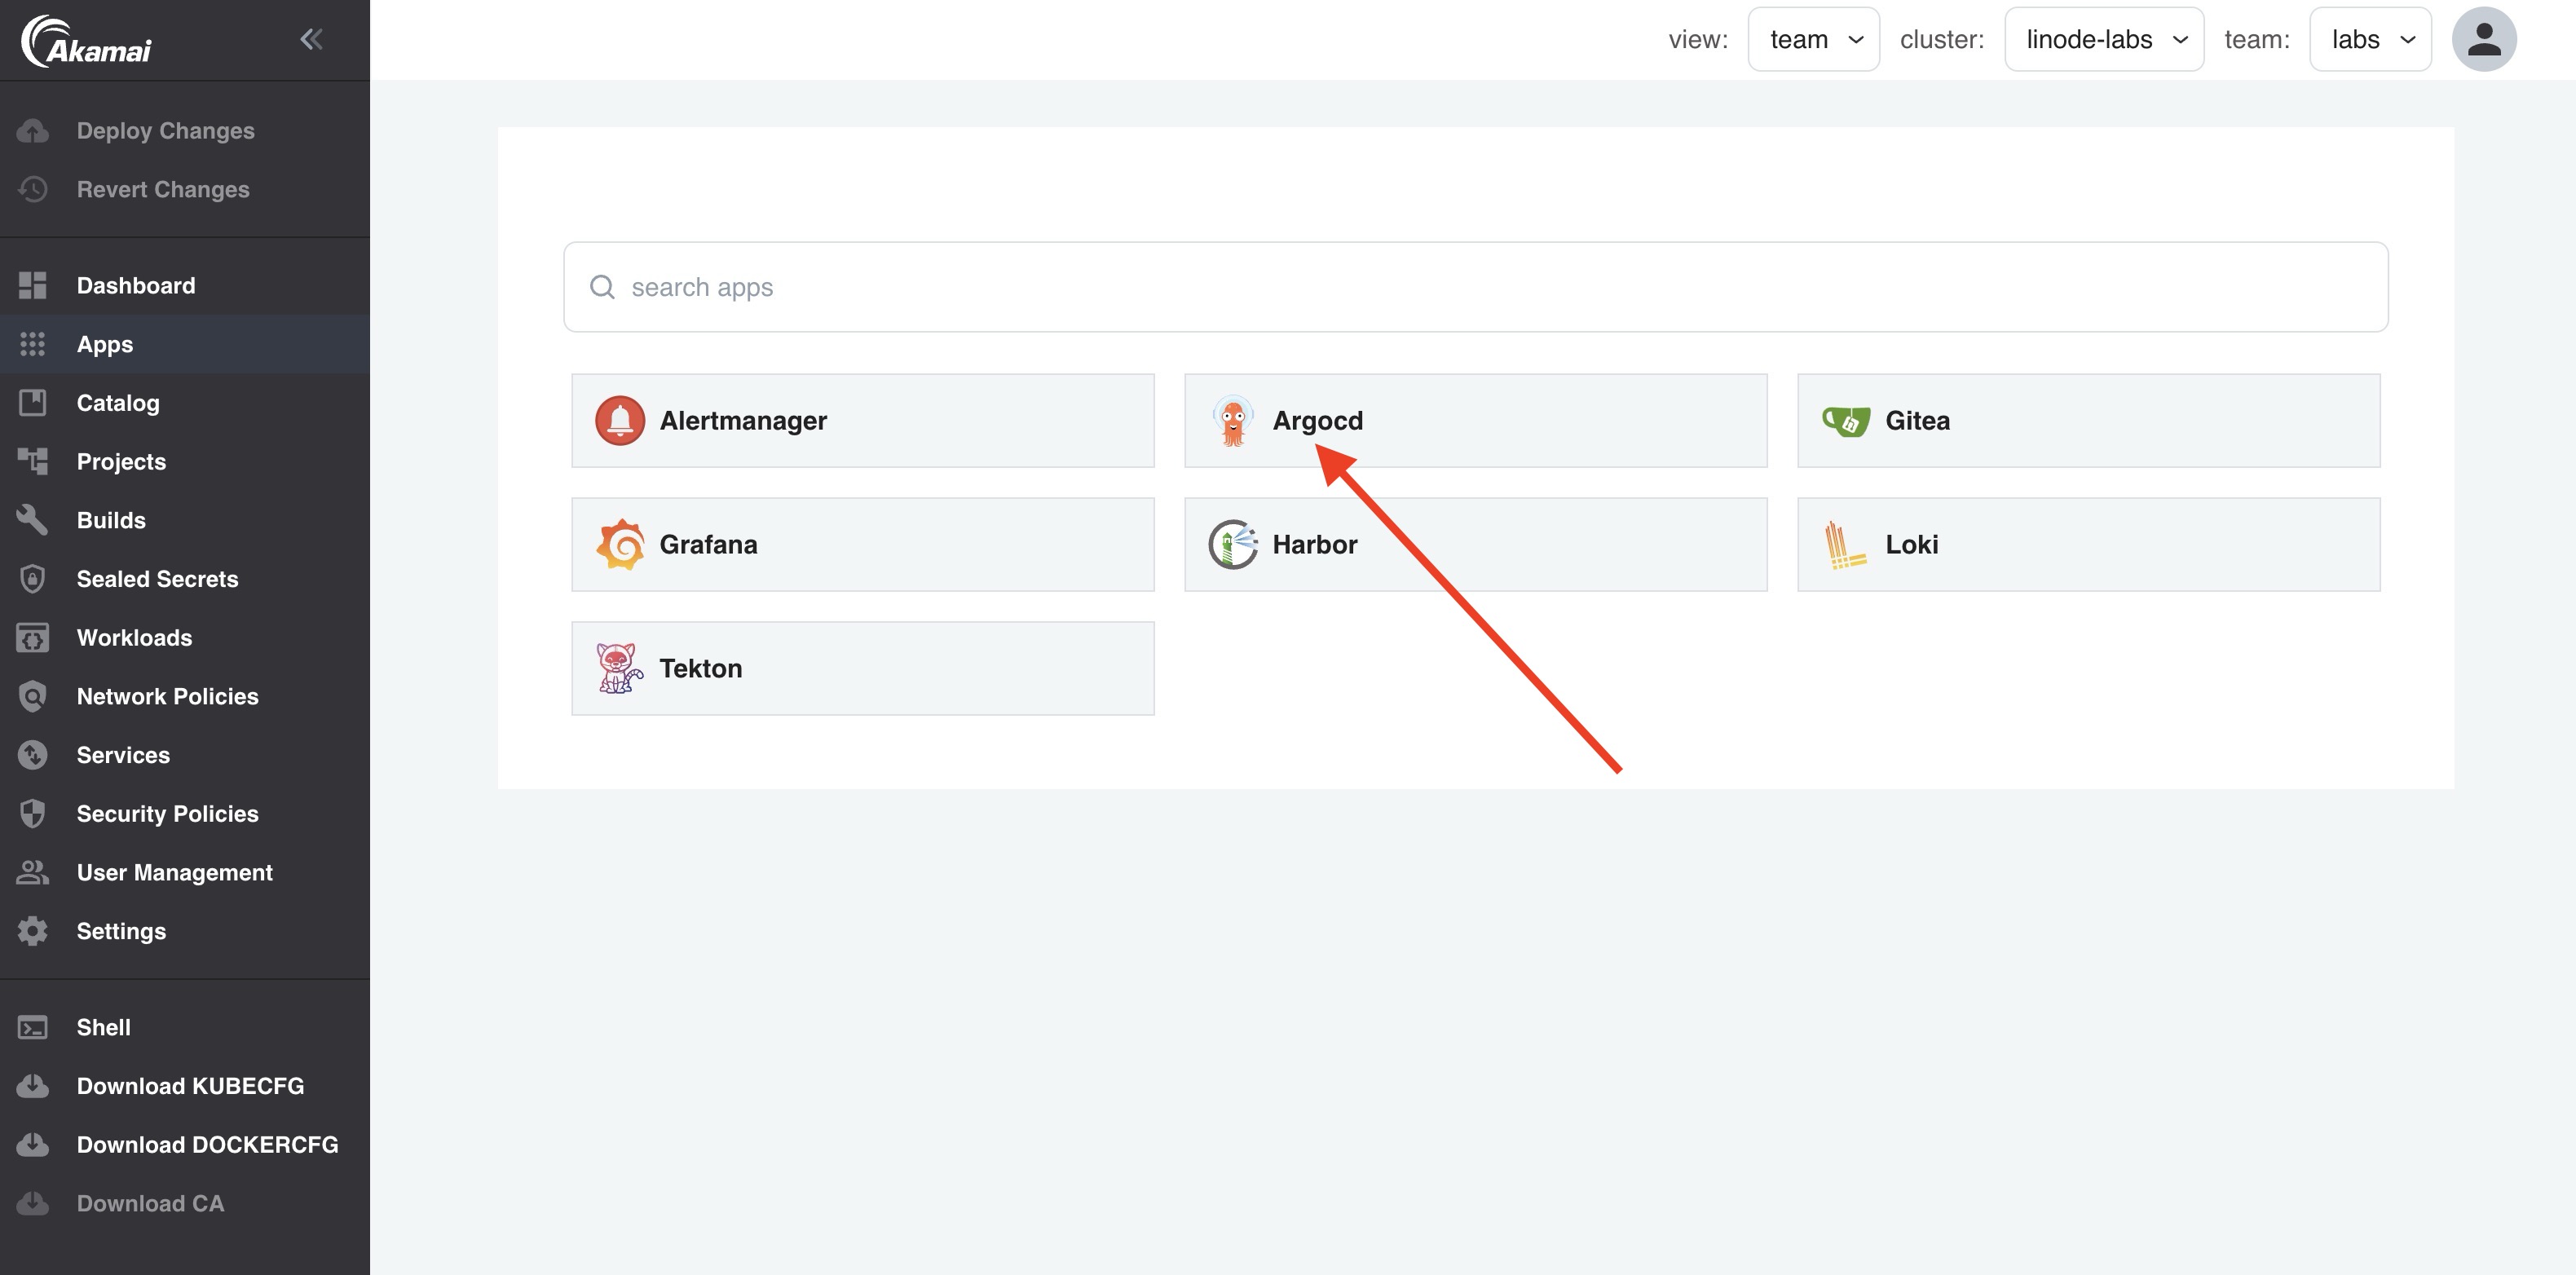 Akamai
view: team cluster: linode-labs team: labs
Deploy Changes
Revert Changes
Dashboard
Apps
Catalog
Projects
Builds
Sealed Secrets
Workloads
Network Policies
Services
Security Policies
User Management
Settings
Shell
Download KUBECFG
Download DOCKERCFG
Download CA
search apps
Alertmanager
Argocd
Gitea
Grafana
Harbor
Loki
Tekton